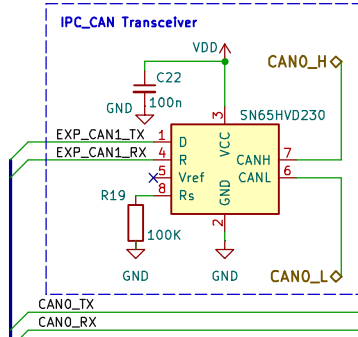 IPC_CAN Transceiver
VDD
CAN0_H
C22
GND
100n
3
SN65HVD230
EXP_CAN1_TX
1
D
VCC
EXP_CAN1_RX
4
R
CANH
7
5
Vref
CANL
6
8
Rs
GND
R19
2
100K
GND
GND
CAN0_L
CAN0_TX
CAN0_RX